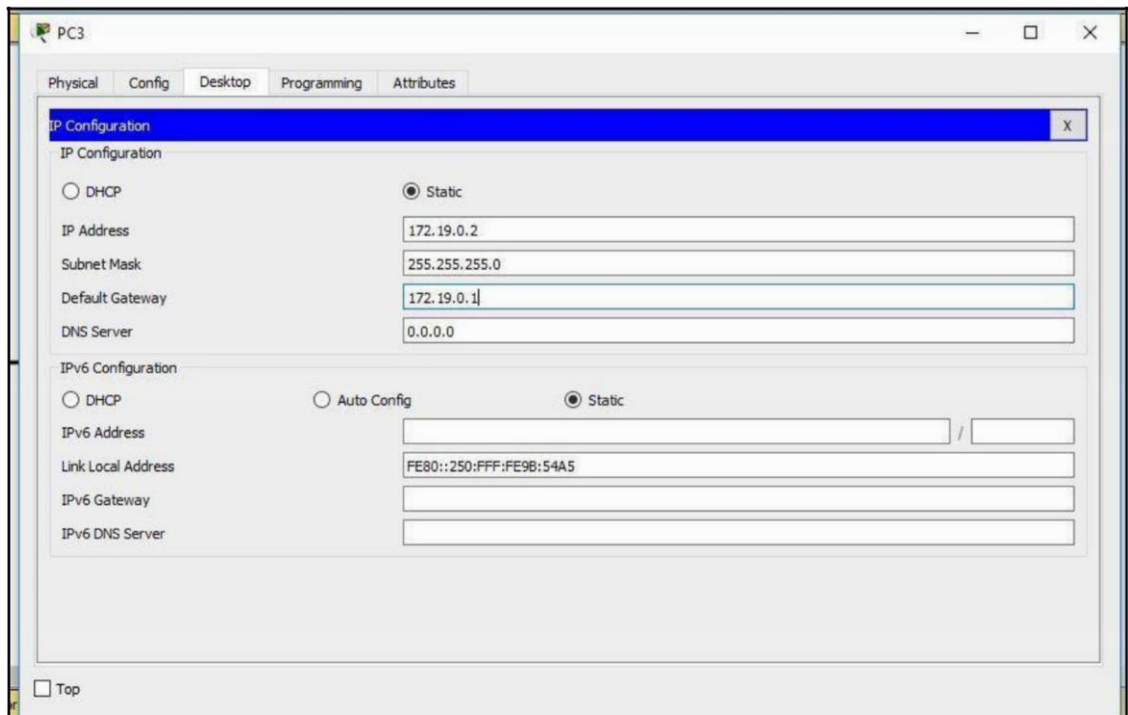 PC3
Physical Config Desktop Programming Attributes
IP Configuration X
IP Configuration
DHCP Static
IP Address 172.19.0.2
Subnet Mask 255.255.255.0
Default Gateway 172.19.0.1
DNS Server 0.0.0.0
IPv6 Configuration
DHCP Auto Config Static
IPv6 Address /
Link Local Address FE80::250:FFF:FE9B:54A5
IPv6 Gateway
IPv6 DNS Server
Top